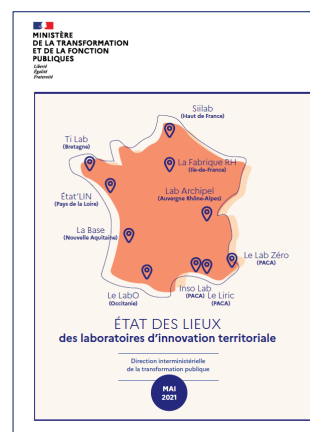 MINISTÈRE
DE LA TRANSFORMATION
ET DE LA FONCTION
PUBLIQUES
Liberté
Égalité
Fraternité
Siilab
(Haut de France)
Ti Lab
(Bretagne)
La Fabrique RH
(Ile-de-france)
État'LIN
(Pays de la Loire)
Lab Archipel
(Auvergne Rhône-Alpes)
La Base
(Nouvelle Aquitaine)
Le Lab Zéro
(PACA)
Le LabO
(Occitanie)
Inso Lab
(PACA)
Le Liric
(PACA)
ÉTAT DES LIEUX
des laboratoires d'innovation territoriale
Direction interministérielle
de la transformation publique
MAI
2021